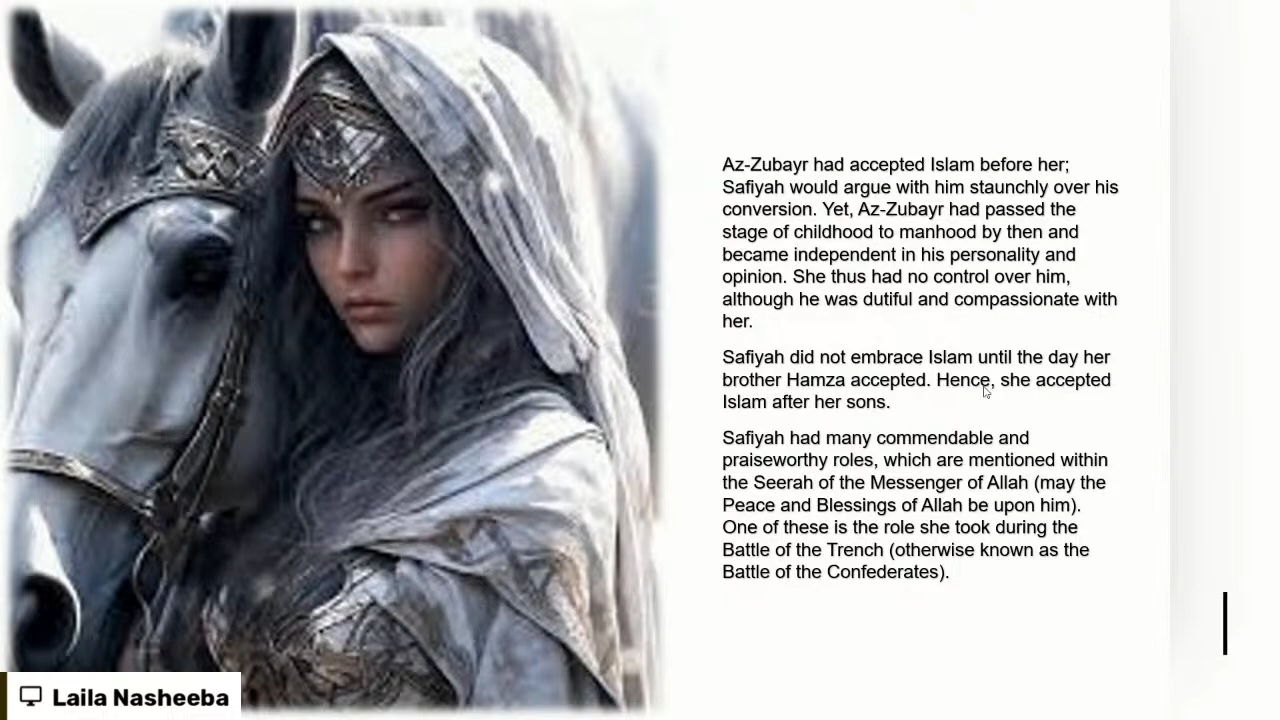 Az-Zubayr had accepted Islam before her;
Safiyah would argue with him staunchly over his
conversion. Yet, Az-Zubayr had passed the
stage of childhood to manhood by then and
became independent in his personality and
opinion. She thus had no control over him,
although he was dutiful and compassionate with
her.
Safiyah did not embrace Islam until the day her
brother Hamza accepted. Hence, she accepted
Islam after her sons.
Safiyah had many commendable and
praiseworthy roles, which are mentioned within
the Seerah of the Messenger of Allah (may the
Peace and Blessings of Allah be upon him).
One of these is the role she took during the
Battle of the Trench (otherwise known as the
Battle of the Confederates).
Laila Nasheeba